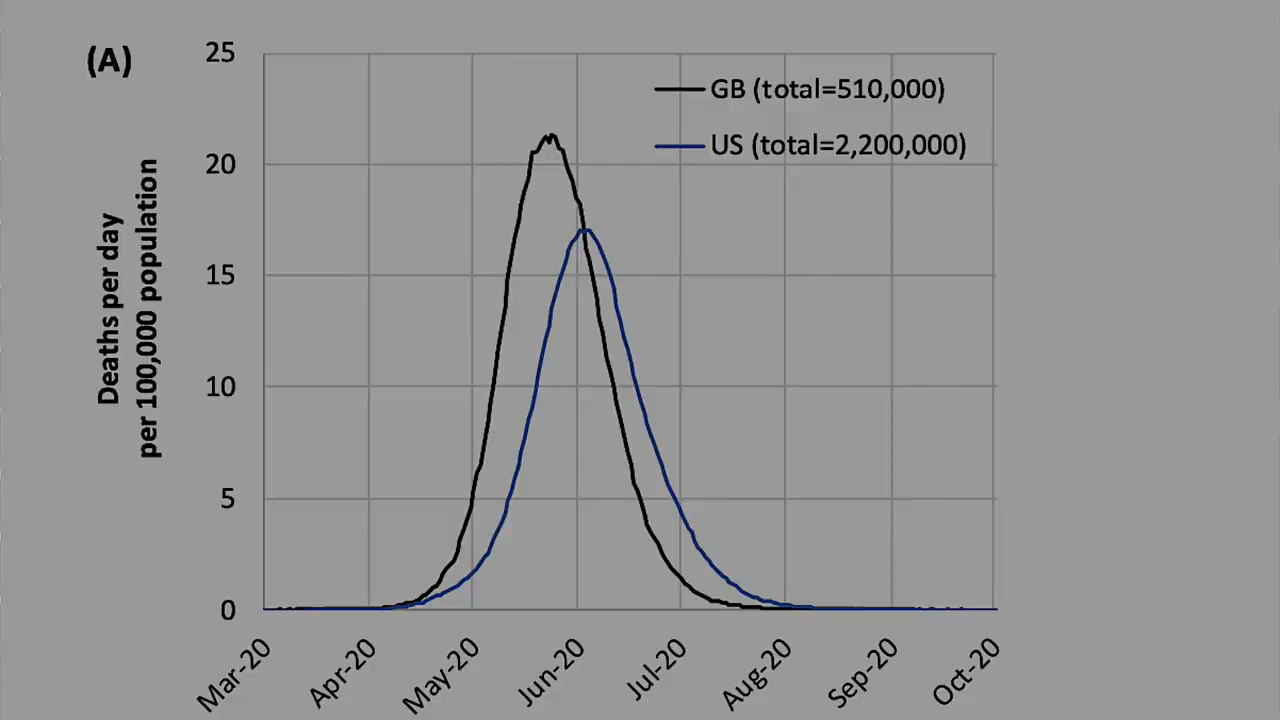 (A)
25
20
15
10
5
0
Deaths per day
per 100,000 population
GB (total=510,000)
US (total=2,200,000)
Mar-20
Apr-20
May-20
Jun-20
Jul-20
Aug-20
Sep-20
Oct-20